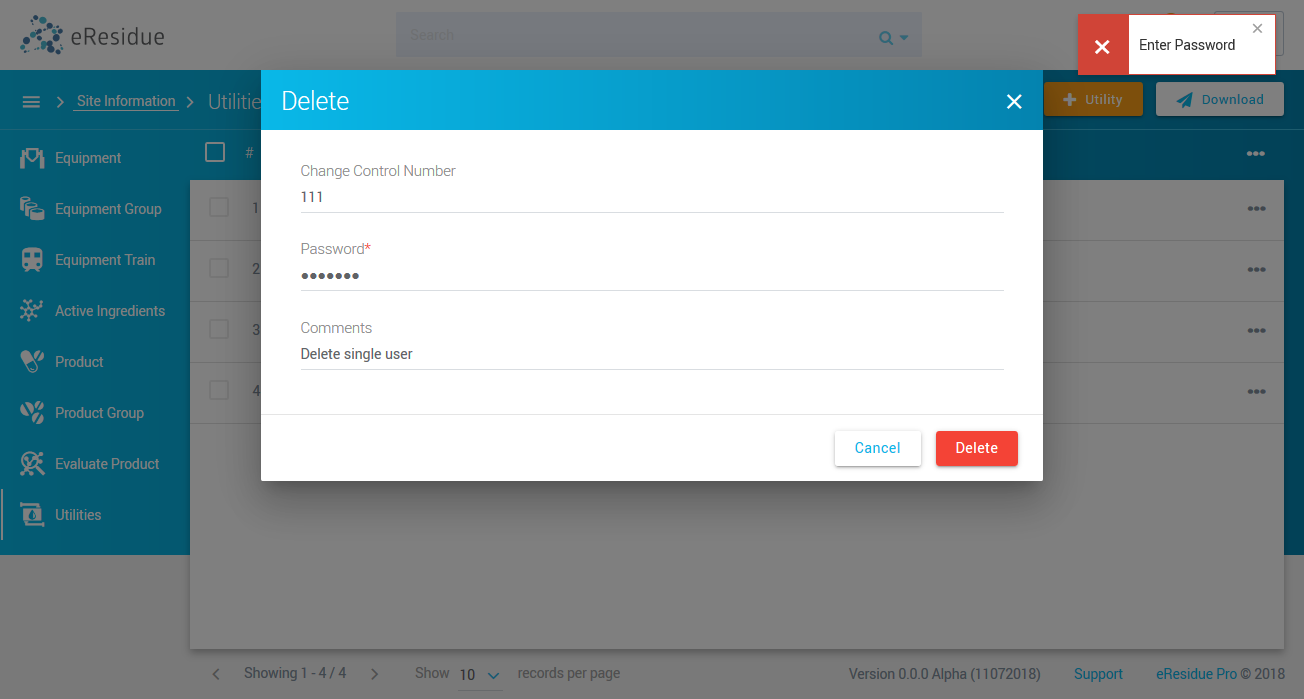 eResidue
Search
Enter Password
Site Information
Utilitie
Delete
Utility
Download
Equipment
Equipment Group
Equipment Train
Active Ingredients
Product
Product Group
Evaluate Product
Utilities
#
1
2
3
4
Change Control Number
111
Password*
•••••••
Comments
Delete single user
Cancel
Delete
Showing 1 - 4 / 4
Show 10 records per page
Version 0.0.0 Alpha (11072018)
Support
eResidue Pro © 2018